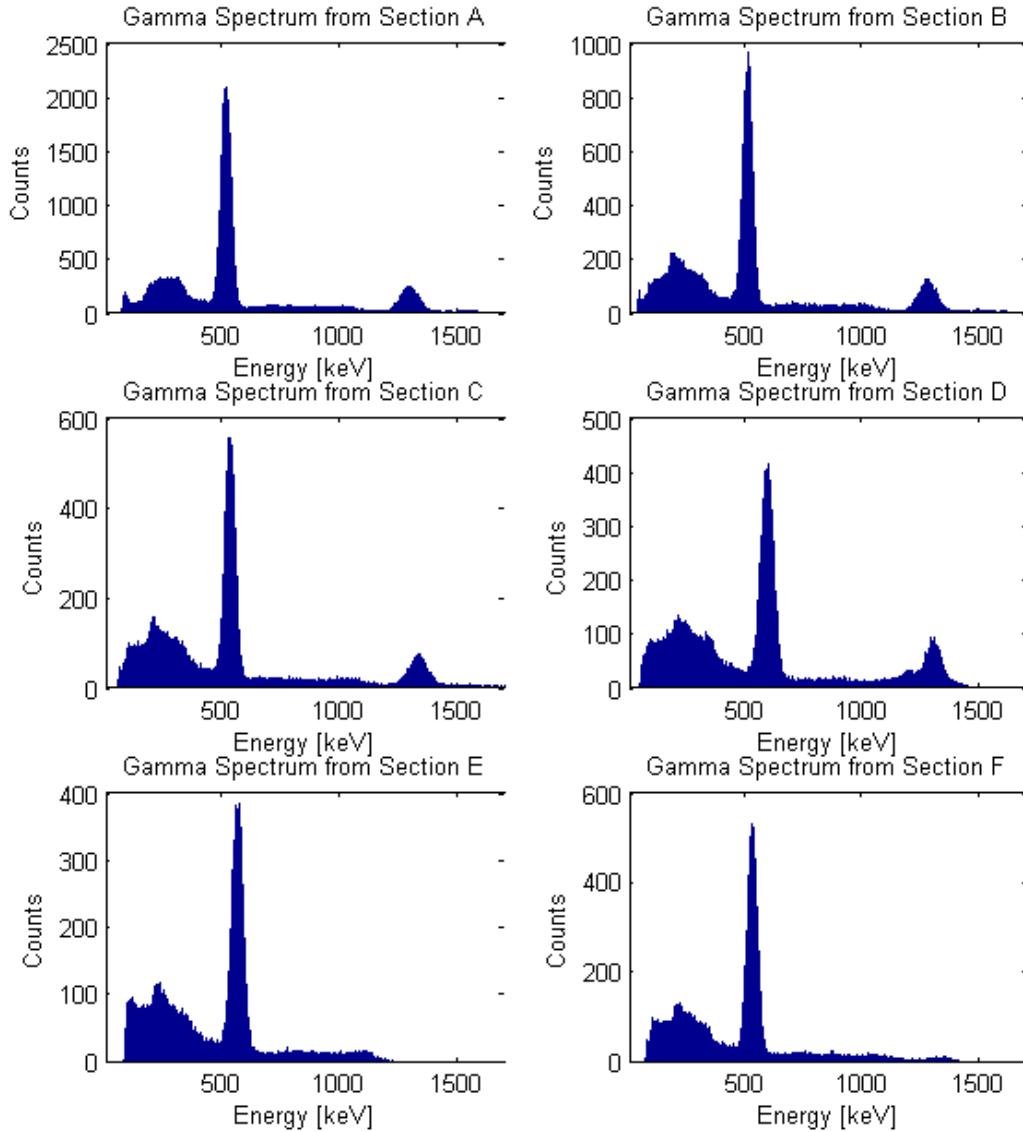 Gamma Spectrum from Section A
2500
2000
1500
1000
500
0
Counts
500 1000 1500
Energy [keV]
Gamma Spectrum from Section B
1000
800
600
400
200
0
Counts
500 1000 1500
Energy [keV]
Gamma Spectrum from Section C
600
400
200
0
Counts
500 1000 1500
Energy [keV]
Gamma Spectrum from Section D
500
400
300
200
100
0
Counts
500 1000 1500
Energy [keV]
Gamma Spectrum from Section E
400
300
200
100
0
Counts
500 1000 1500
Energy [keV]
Gamma Spectrum from Section F
600
400
200
0
Counts
500 1000 1500
Energy [keV]